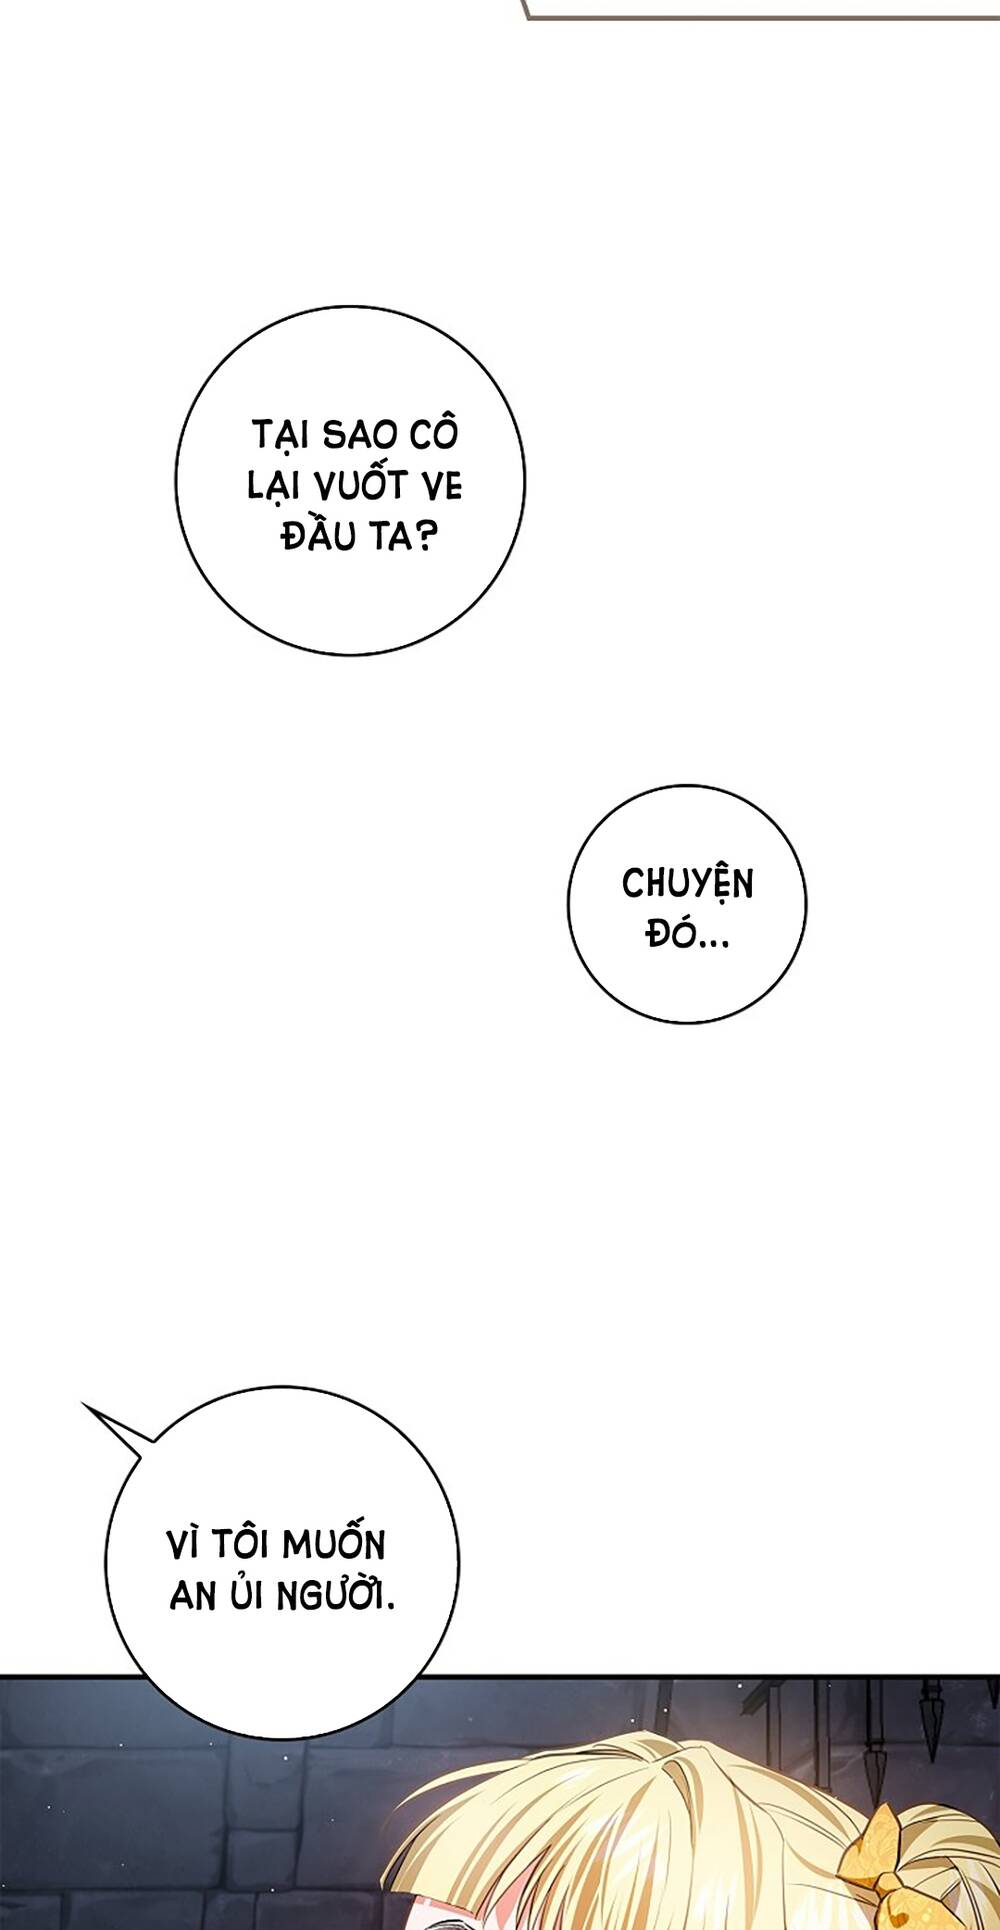 TẠI SAO CÔ
LẠI VUỐT VE
ĐẦU TA?
CHUYỆN
ĐÓ...
VÌ TÔI MUỐN
AN ỦI NGƯỜI.